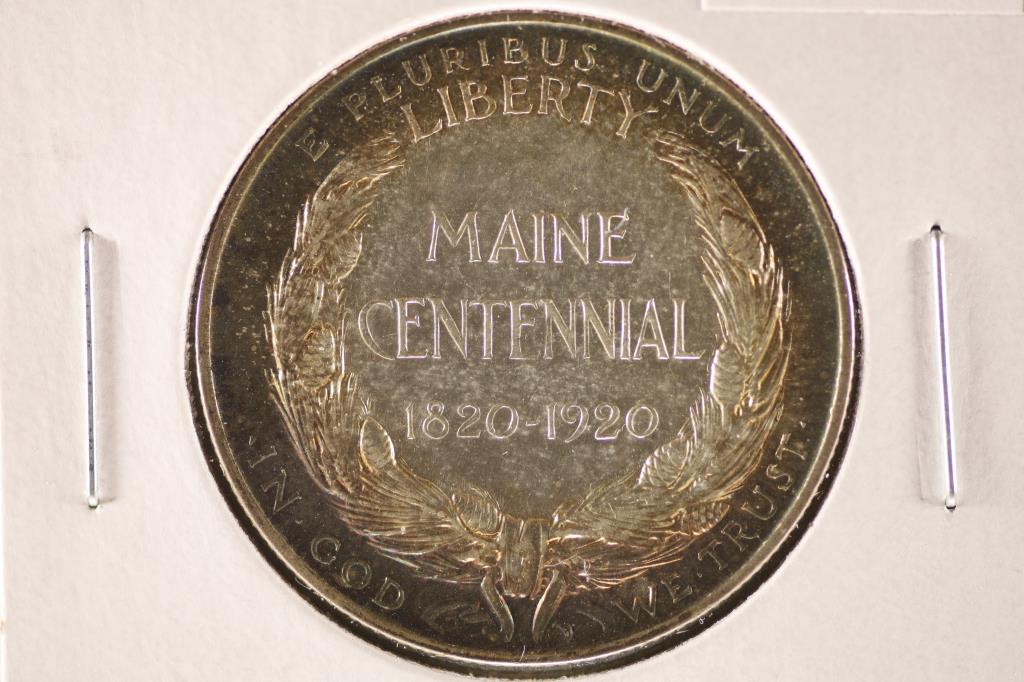 E PLURIBUS UNUM
LIBERTY
MAINE
CENTENNIAL
1820-1920
·IN·GOD WE·TRUST·